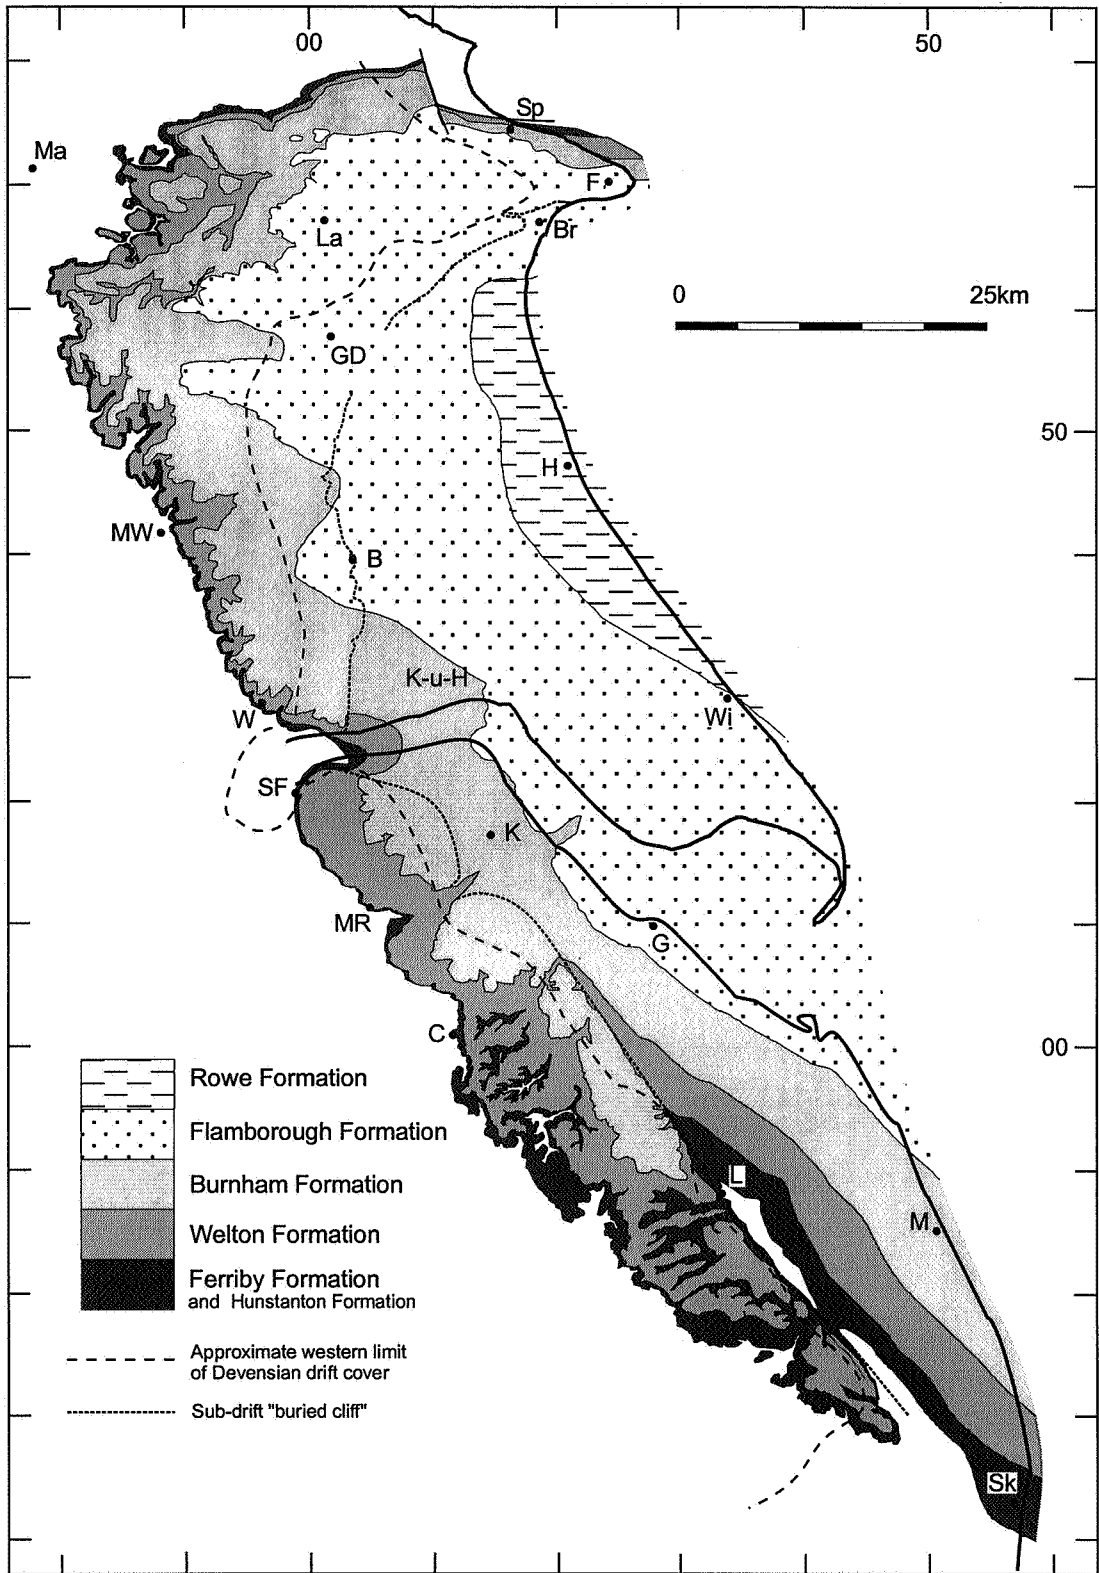 00
50
Sp
Ma
F
La
Br
0
25km
GD
50
H
MW
B
K-u-H
W
Wi
SF
K
MR
G
C
00
Rowe Formation
Flamborough Formation
L
Burnham Formation
M
Welton Formation
Ferriby Formation
and Hunstanton Formation
Approximate western limit
of Devensian drift cover
Sub-drift "buried cliff"
Sk